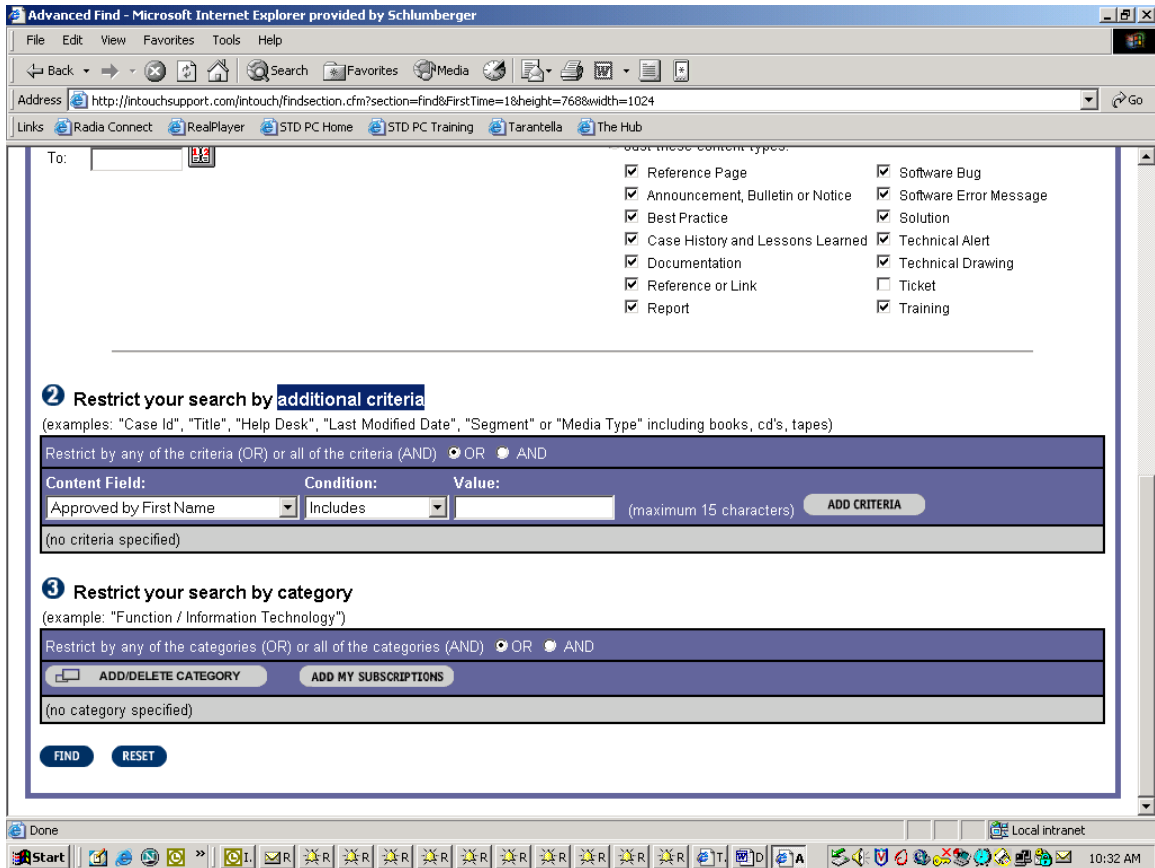 Advanced Find - Microsoft Internet Explorer provided by Schlumberger
File Edit View Favorites Tools Help
Back Search Favorites Media
Address http://intouchsupport.com/intouch/findsection.cfm?section=find&FirstTime=1&height=768&width=1024 Go
Links Radia Connect RealPlayer STD PC Home STD PC Training Tarantella The Hub
Just these content types:
To:
Reference Page Software Bug
Announcement, Bulletin or Notice Software Error Message
Best Practice Solution
Case History and Lessons Learned Technical Alert
Documentation Technical Drawing
Reference or Link Ticket
Report Training
2 Restrict your search by additional criteria
(examples: "Case Id", "Title", "Help Desk", "Last Modified Date", "Segment" or "Media Type" including books, cd's, tapes)
Restrict by any of the criteria (OR) or all of the criteria (AND) OR AND
Content Field: Condition: Value:
Approved by First Name Includes (maximum 15 characters) ADD CRITERIA
(no criteria specified)
3 Restrict your search by category
(example: "Function / Information Technology")
Restrict by any of the categories (OR) or all of the categories (AND) OR AND
ADD/DELETE CATEGORY ADD MY SUBSCRIPTIONS
(no category specified)
FIND RESET
Done Local intranet
Start » I. R R R R R R R R R R T. D A 10:32 AM